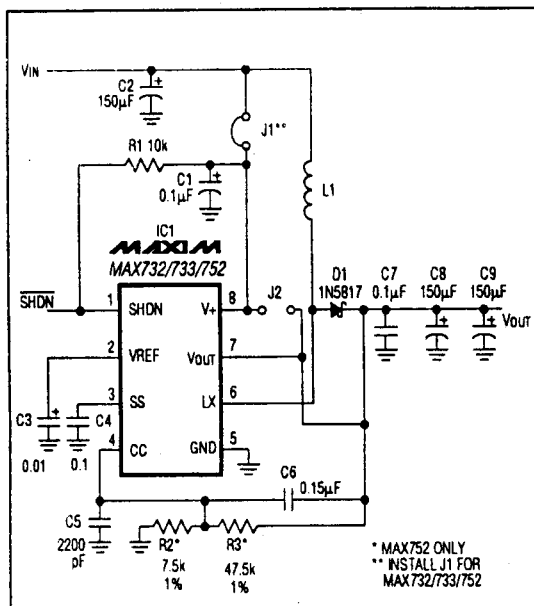 VIN
C2
150µF
J1**
R1 10k
C1
0.1µF
L1
IC1
MAXIM
MAX732/733/752
D1
1N5817
C7
0.1µF
C8
150µF
C9
150µF
VOUT
J2
SHDN
1 SHDN
V+ 8
2 VREF
VOUT 7
3 SS
LX 6
4 CC
GND 5
C3
0.01
C4
0.1
C6
0.15µF
C5
2200
pF
R2*
7.5k
1%
R3*
47.5k
1%
* MAX752 ONLY
** INSTALL J1 FOR
MAX732/733/752